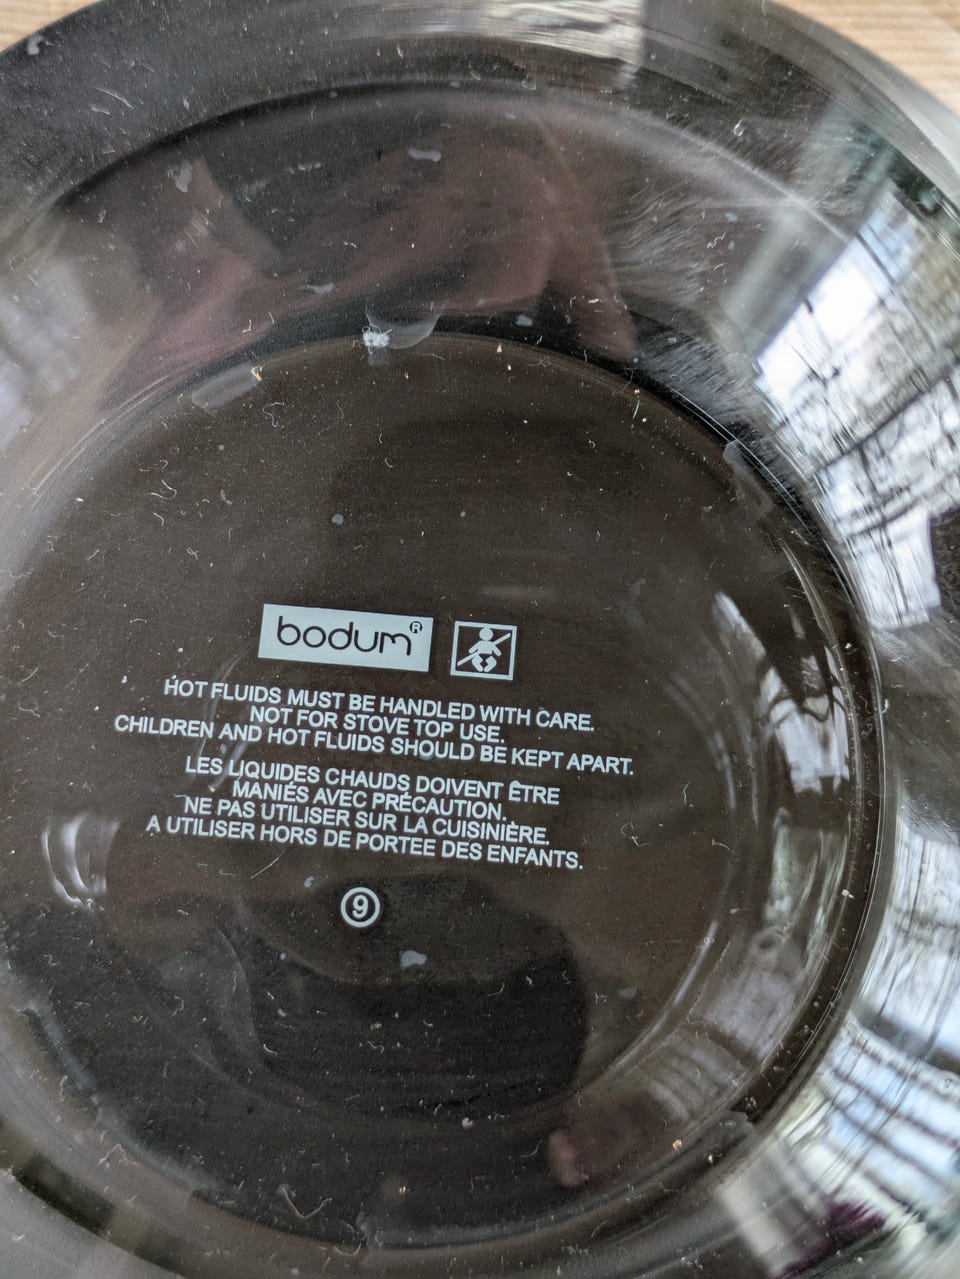 bodum®
HOT FLUIDS MUST BE HANDLED WITH CARE.
NOT FOR STOVE TOP USE.
CHILDREN AND HOT FLUIDS SHOULD BE KEPT APART.
LES LIQUIDES CHAUDS DOIVENT ÊTRE
MANIÉS AVEC PRÉCAUTION.
NE PAS UTILISER SUR LA CUISINIÈRE.
A UTILISER HORS DE PORTEE DES ENFANTS.
9